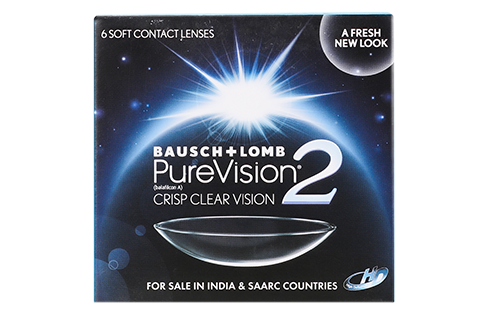 6 SOFT CONTACT LENSES
A FRESH
NEW LOOK
BAUSCH+LOMB
PureVision®2
(balafilcon A)
CRISP CLEAR VISION
FOR SALE IN INDIA & SAARC COUNTRIES